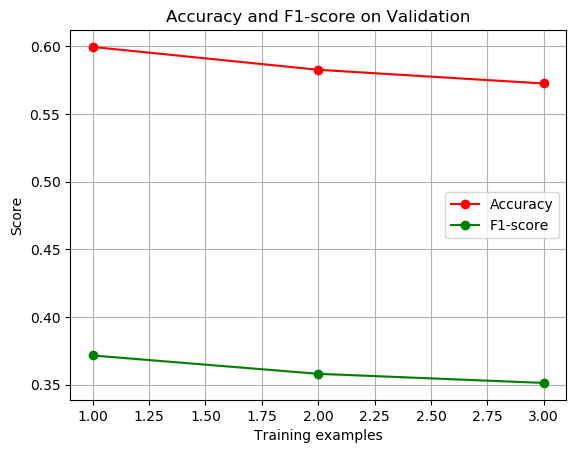 Accuracy and F1-score on Validation
0.60
0.55
0.50
0.45
0.40
0.35
Score
Accuracy
F1-score
1.00 1.25 1.50 1.75 2.00 2.25 2.50 2.75 3.00
Training examples